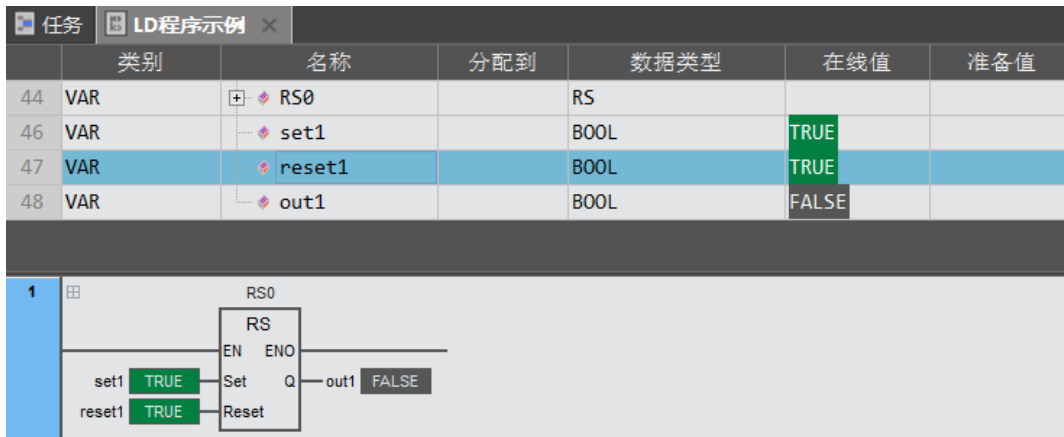 任务 LD程序示例
类别 名称 分配到 数据类型 在线值 准备值
44 VAR RS0 RS
46 VAR set1 BOOL TRUE
47 VAR reset1 BOOL TRUE
48 VAR out1 BOOL FALSE
1 RS0
RS
EN ENO
set1 TRUE Set Q out1 FALSE
reset1 TRUE Reset